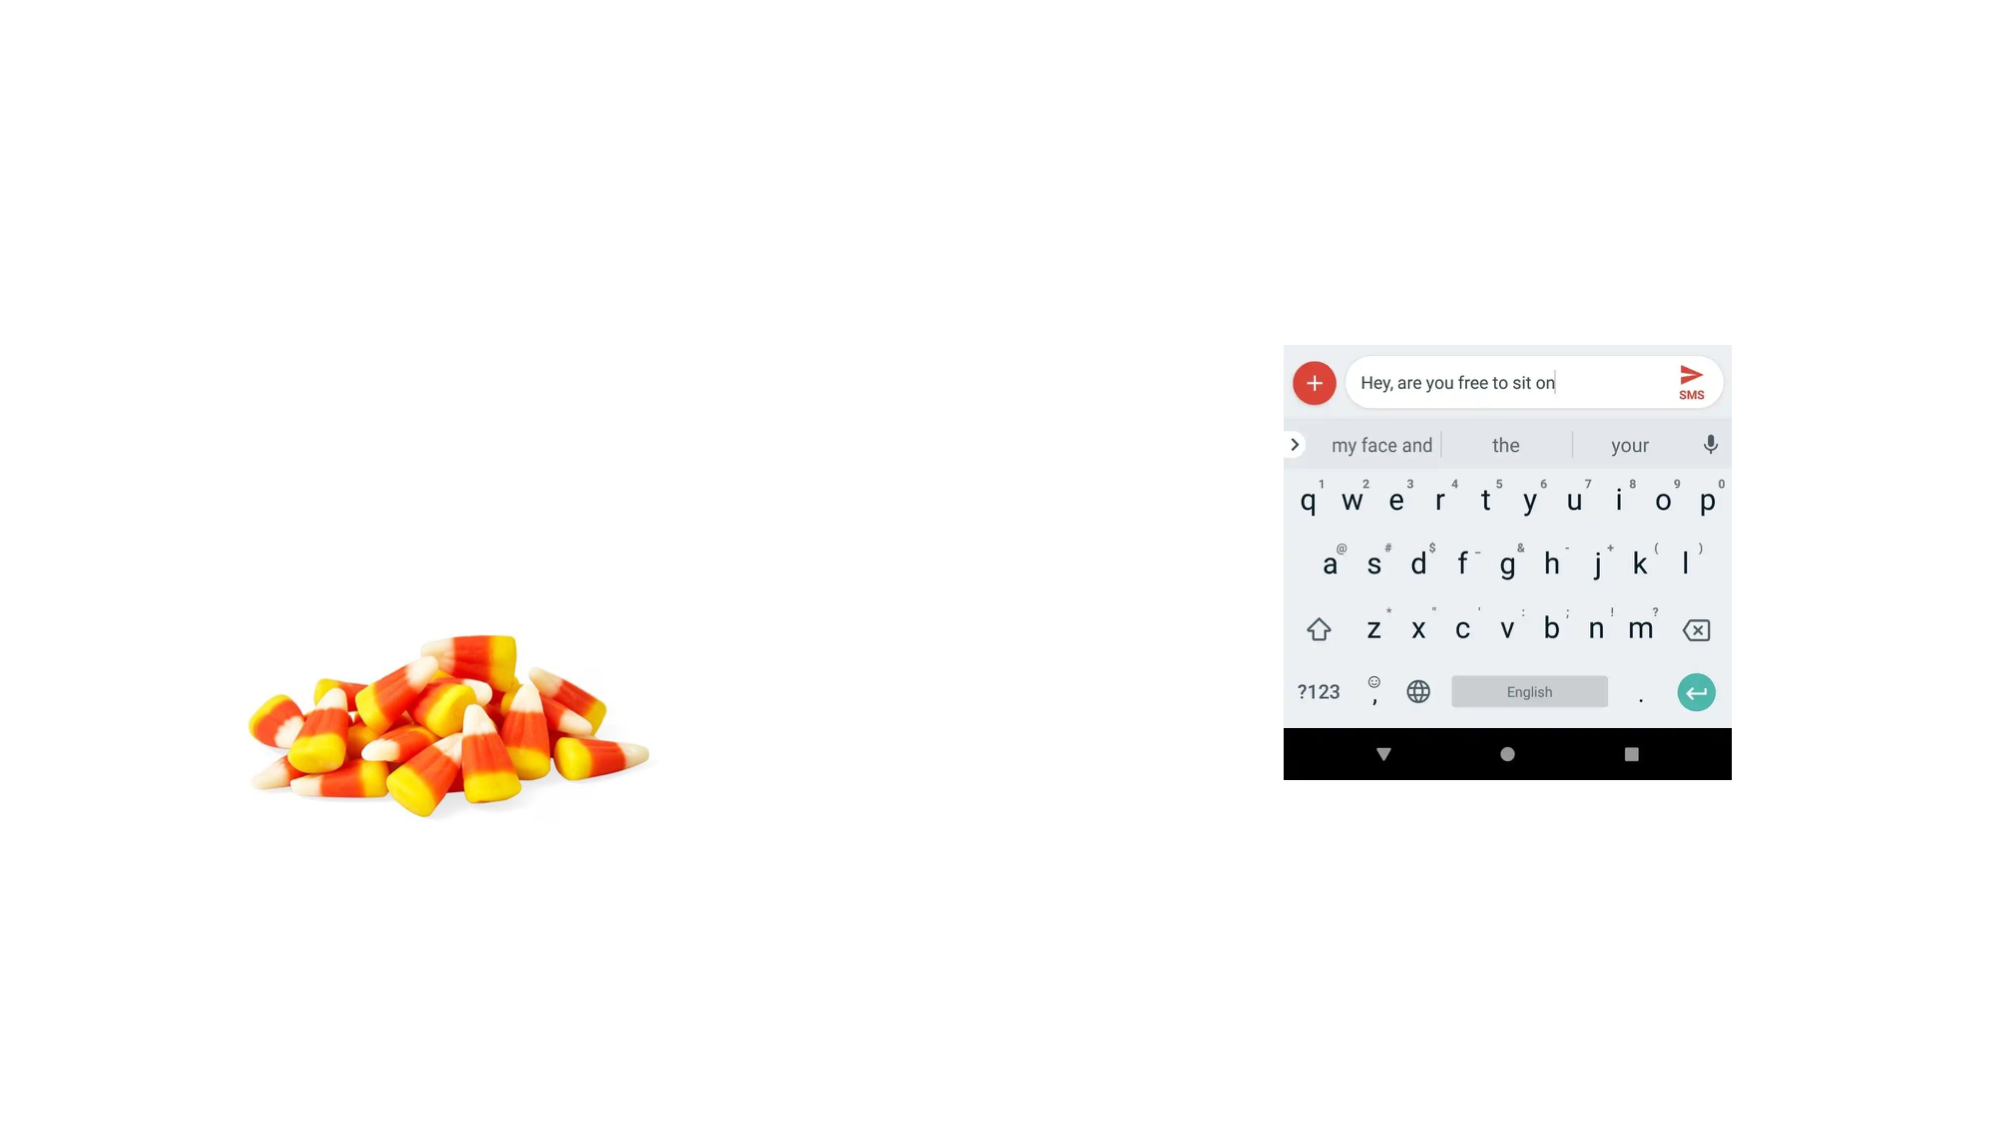 Hey, are you free to sit on
SMS
my face and the your
1 2 3 4 5 6 7 8 9 0
q w e r t y u i o p
@ # $ _ & - + ( )
a s d f g h j k l
* " ' : ; ! ?
z x c v b n m
?123 , English .